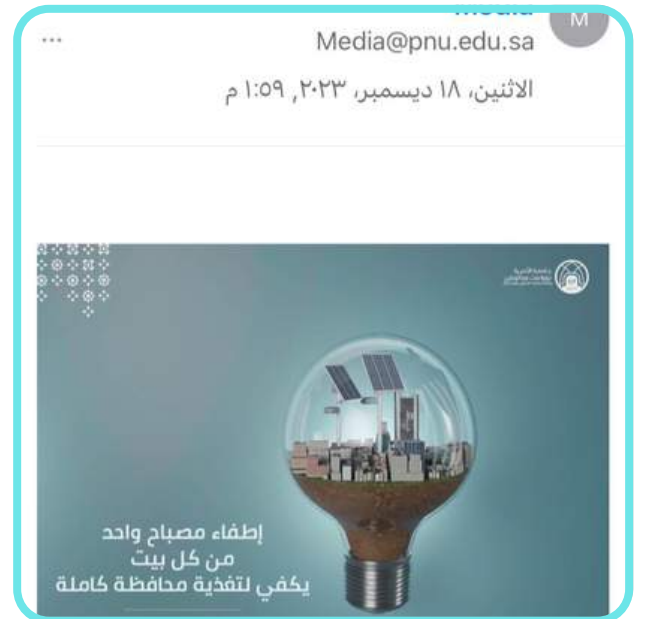 M
Media@pnu.edu.sa
الاثنين، ١٨ ديسمبر، ٢٠٢٣, ١:٥٩ م
إطفاء مصباح واحد
من كل بيت
يكفي لتغذية محافظة كاملة